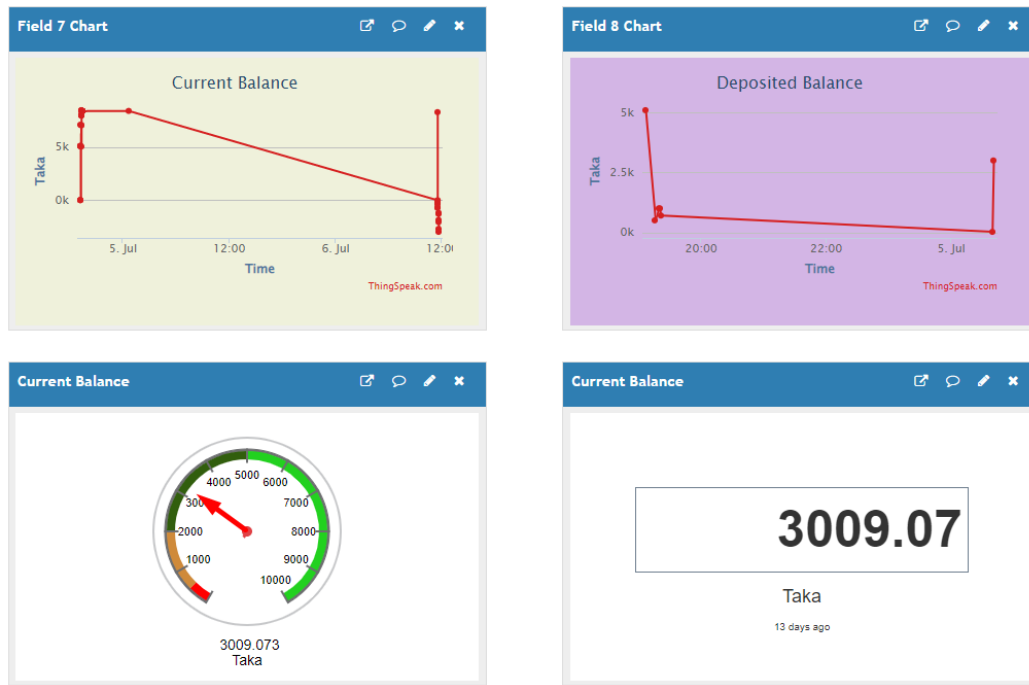 Field 7 Chart
Current Balance
Taka
5k
0k
5. Jul
12:00
6. Jul
12:0
Time
ThingSpeak.com
Field 8 Chart
Deposited Balance
Taka
5k
2.5k
0k
20:00
22:00
5. Jul
Time
ThingSpeak.com
Current Balance
1000
2000
300
4000
5000
6000
7000
8000
9000
10000
3009.073
Taka
Current Balance
3009.07
Taka
13 days ago